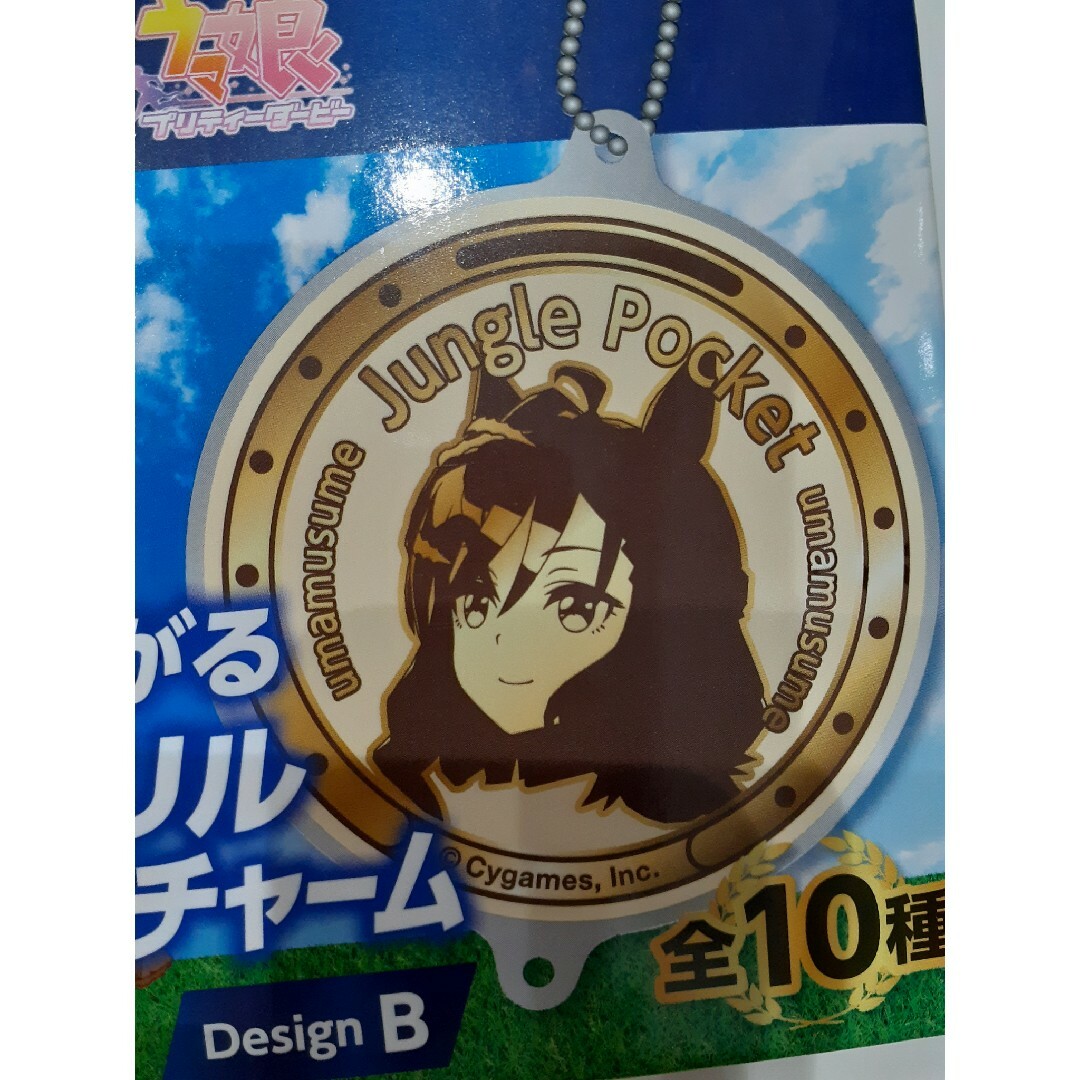 ウマ娘
プリティーダービー
Jungle Pocket
umamusume
umamusume
がる
リル
チャーム
© Cygames, Inc.
全10種
Design B